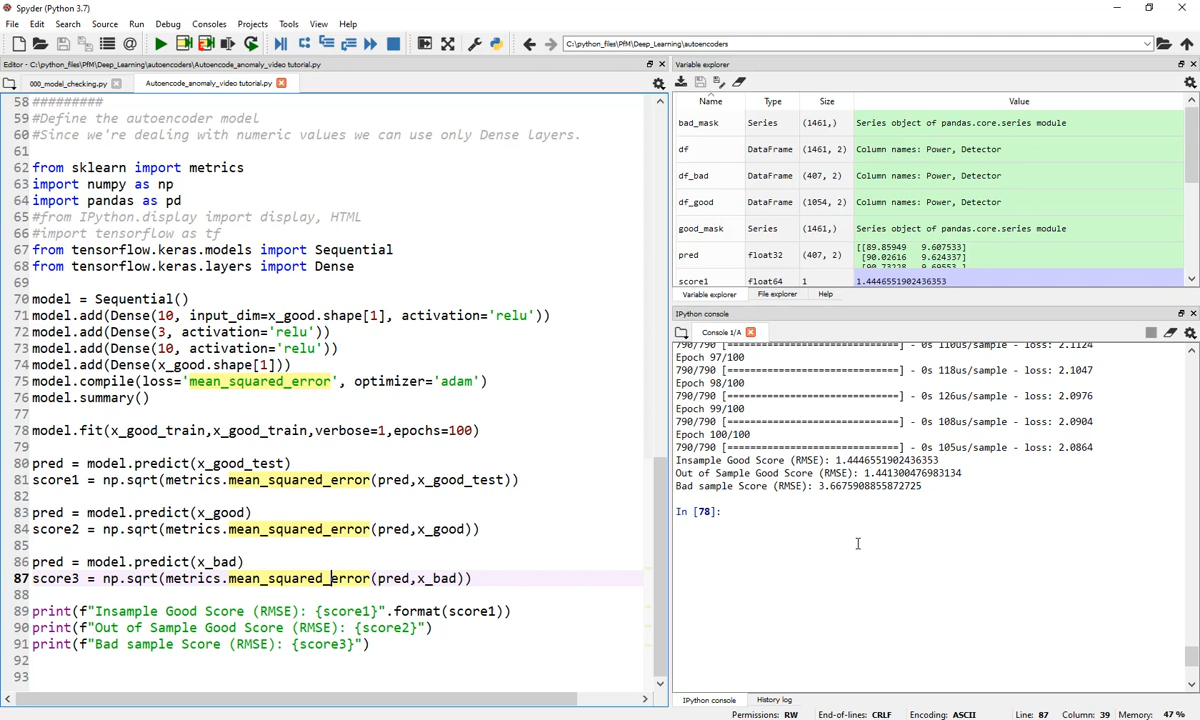 Spyder (Python 3.7)
File Edit Search Source Run Debug Consoles Projects Tools View Help
C:\python_files\PfM\Deep_Learning\autoencoders
Editor - C:\python_files\PfM\Deep_Learning\autoencoders\Autoencode_anomaly_video tutorial.py
000_model_checking.py Autoencode_anomaly_video tutorial.py
58 #########
59 #Define the autoencoder model
60 #Since we're dealing with numeric values we can use only Dense layers.
61
62 from sklearn import metrics
63 import numpy as np
64 import pandas as pd
65 #from IPython.display import display, HTML
66 #import tensorflow as tf
67 from tensorflow.keras.models import Sequential
68 from tensorflow.keras.layers import Dense
69
70 model = Sequential()
71 model.add(Dense(10, input_dim=x_good.shape[1], activation='relu'))
72 model.add(Dense(3, activation='relu'))
73 model.add(Dense(10, activation='relu'))
74 model.add(Dense(x_good.shape[1]))
75 model.compile(loss='mean_squared_error', optimizer='adam')
76 model.summary()
77
78 model.fit(x_good_train,x_good_train,verbose=1,epochs=100)
79
80 pred = model.predict(x_good_test)
81 score1 = np.sqrt(metrics.mean_squared_error(pred,x_good_test))
82
83 pred = model.predict(x_good)
84 score2 = np.sqrt(metrics.mean_squared_error(pred,x_good))
85
86 pred = model.predict(x_bad)
87 score3 = np.sqrt(metrics.mean_squared_error(pred,x_bad))
88
89 print(f"Insample Good Score (RMSE): {score1}".format(score1))
90 print(f"Out of Sample Good Score (RMSE): {score2}")
91 print(f"Bad sample Score (RMSE): {score3}")
92
93
Variable explorer
Name Type Size Value
bad_mask Series (1461,) Series object of pandas.core.series module
df DataFrame (1461, 2) Column names: Power, Detector
df_bad DataFrame (407, 2) Column names: Power, Detector
df_good DataFrame (1054, 2) Column names: Power, Detector
good_mask Series (1461,) Series object of pandas.core.series module
pred float32 (407, 2) [[89.85949 9.607533]
[90.02616 9.624337]
[90.73228 9.69553 ]
score1 float64 1 1.4446551902436353
Variable explorer File explorer Help
IPython console
Console 1/A
790/790 [==============================] - 0s 110us/sample - loss: 2.1124
Epoch 97/100
790/790 [==============================] - 0s 118us/sample - loss: 2.1047
Epoch 98/100
790/790 [==============================] - 0s 126us/sample - loss: 2.0976
Epoch 99/100
790/790 [==============================] - 0s 108us/sample - loss: 2.0904
Epoch 100/100
790/790 [==============================] - 0s 105us/sample - loss: 2.0864
Insample Good Score (RMSE): 1.4446551902436353
Out of Sample Good Score (RMSE): 1.441300476983134
Bad sample Score (RMSE): 3.6675908855872725
In [78]:
IPython console History log
Permissions: RW End-of-lines: CRLF Encoding: ASCII Line: 87 Column: 39 Memory: 47 %